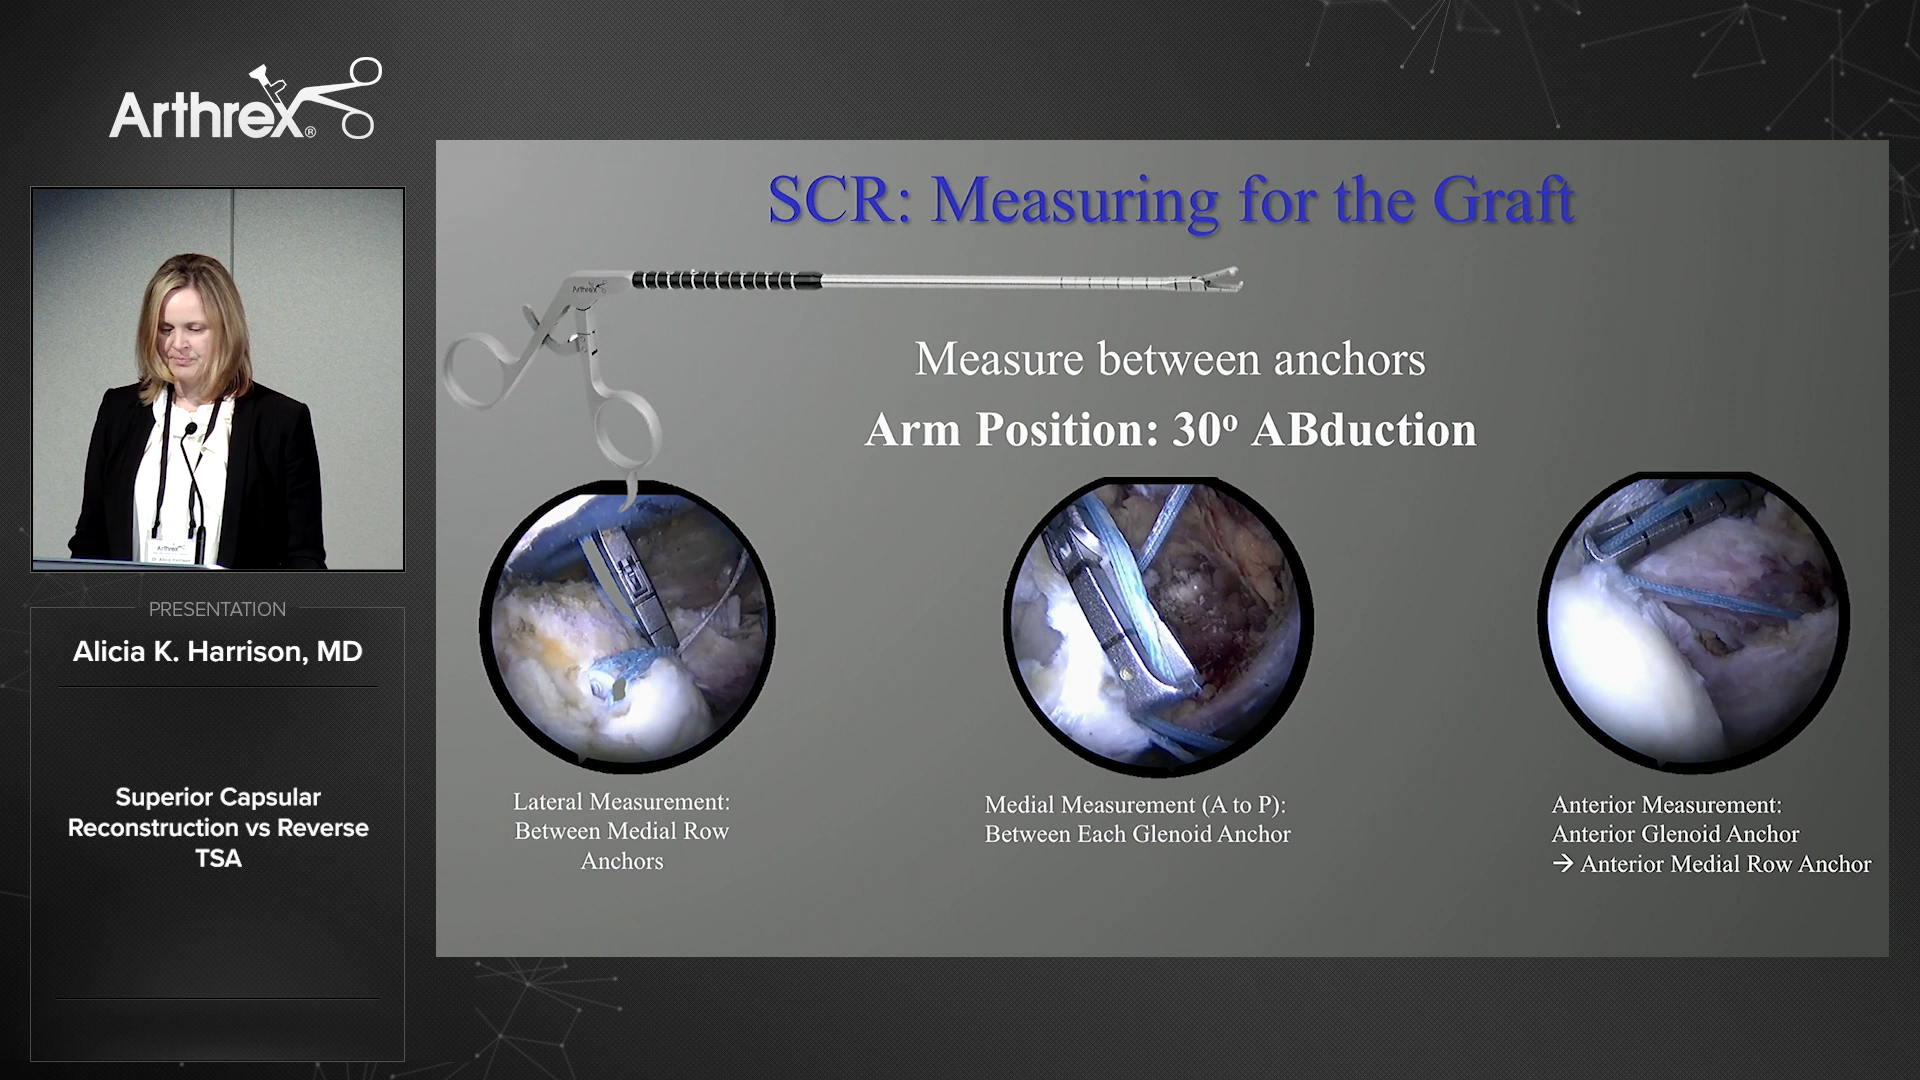 Arthrex®
PRESENTATION
Alicia K. Harrison, MD
Superior Capsular
Reconstruction vs Reverse
TSA
SCR: Measuring for the Graft
Arthrex
Measure between anchors
Arm Position: 30º ABduction
Lateral Measurement:
Between Medial Row
Anchors
Medial Measurement (A to P):
Between Each Glenoid Anchor
Anterior Measurement:
Anterior Glenoid Anchor
→ Anterior Medial Row Anchor
Arthrex